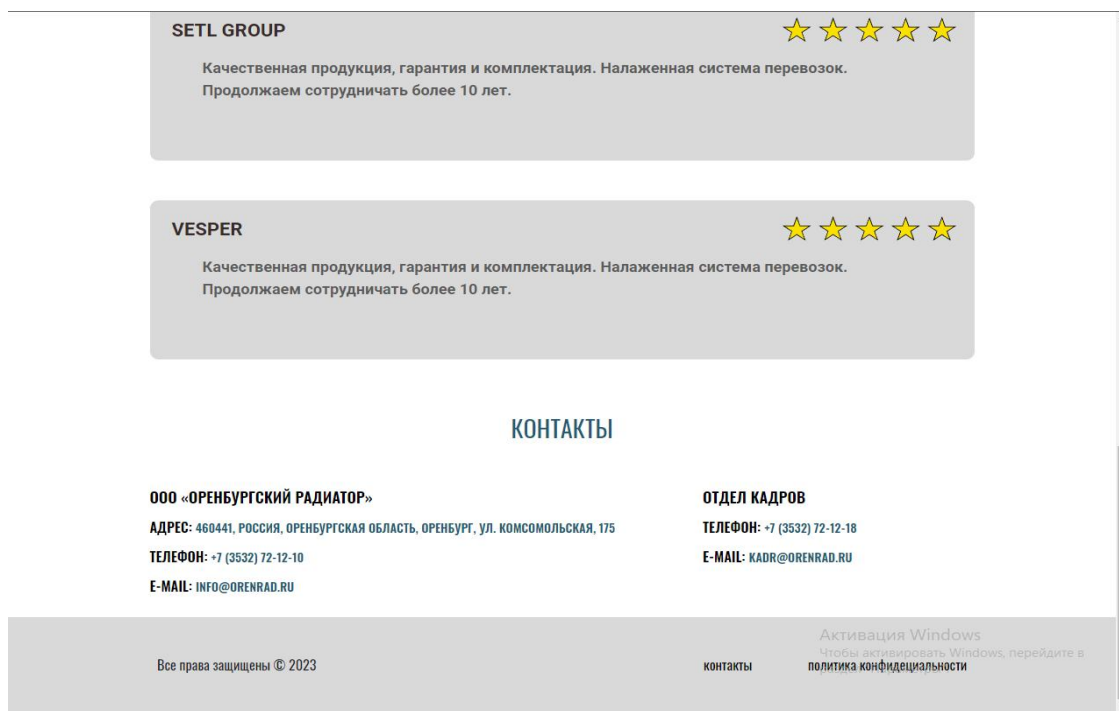 SETL GROUP
Качественная продукция, гарантия и комплектация. Налаженная система перевозок.
Продолжаем сотрудничать более 10 лет.
VESPER
Качественная продукция, гарантия и комплектация. Налаженная система перевозок.
Продолжаем сотрудничать более 10 лет.
КОНТАКТЫ
ООО «ОРЕНБУРГСКИЙ РАДИАТОР»
АДРЕС: 460441, РОССИЯ, ОРЕНБУРГСКАЯ ОБЛАСТЬ, ОРЕНБУРГ, УЛ. КОМСОМОЛЬСКАЯ, 175
ТЕЛЕФОН: +7 (3532) 72-12-10
E-MAIL: INFO@ORENRAD.RU
ОТДЕЛ КАДРОВ
ТЕЛЕФОН: +7 (3532) 72-12-18
E-MAIL: KADR@ORENRAD.RU
Активация Windows
Чтобы активировать Windows, перейдите в
Все права защищены © 2023
контакты
политика конфидециальности